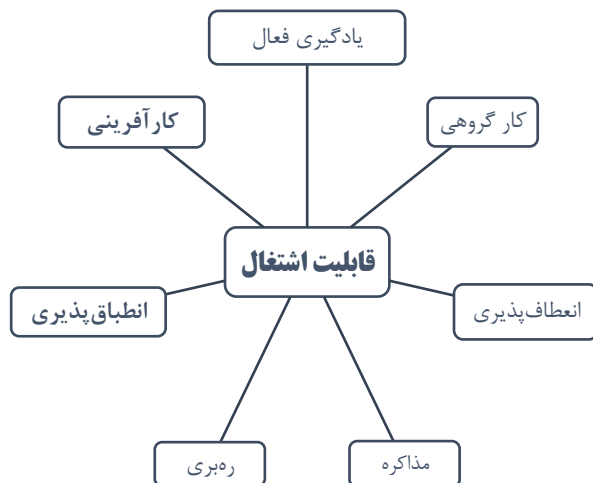 یادگیری فعال
کار گروهی
کارآفرینی
قابلیت اشتغال
انعطاف‌پذیری
انطباق‌پذیری
مذاکره
رهبری